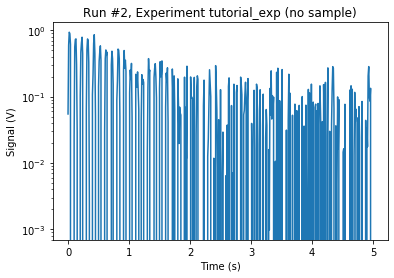 Run #2, Experiment tutorial_exp (no sample)
Signal (V)
10⁰
10⁻¹
10⁻²
10⁻³
0 1 2 3 4 5
Time (s)